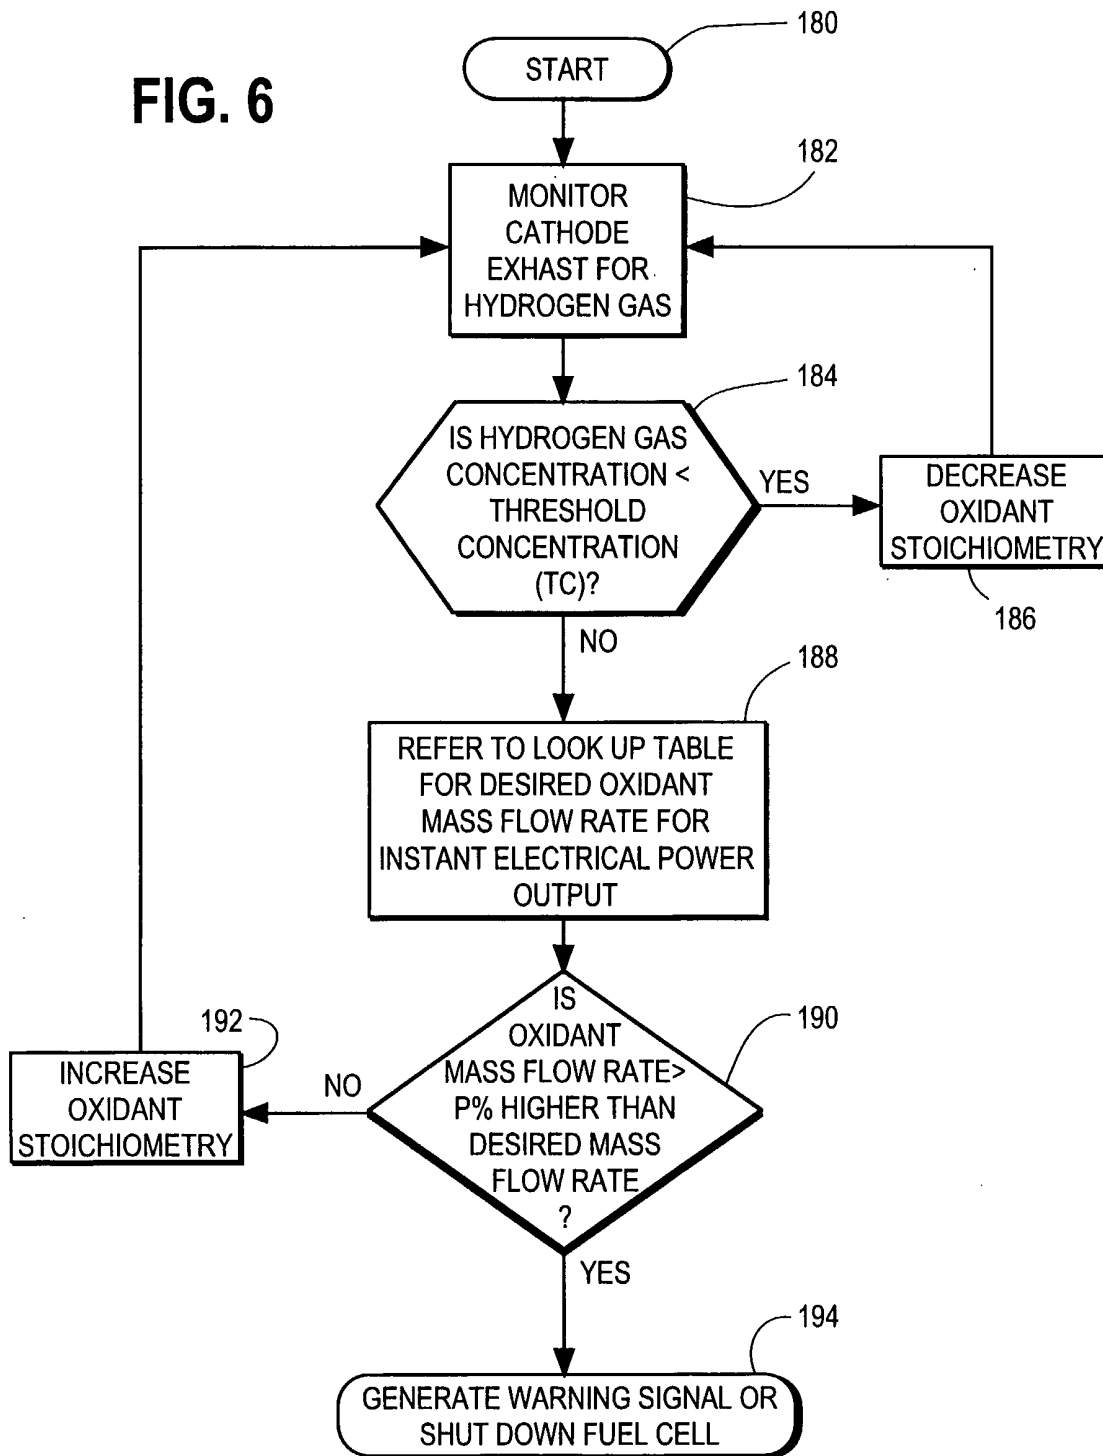 FIG. 6
180
START
182
MONITOR
CATHODE
EXHAST FOR
HYDROGEN GAS
184
IS HYDROGEN GAS
CONCENTRATION <
THRESHOLD
CONCENTRATION
(TC)?
YES
DECREASE
OXIDANT
STOICHIOMETRY
186
NO
188
REFER TO LOOK UP TABLE
FOR DESIRED OXIDANT
MASS FLOW RATE FOR
INSTANT ELECTRICAL POWER
OUTPUT
190
IS
OXIDANT
MASS FLOW RATE>
P% HIGHER THAN
DESIRED MASS
FLOW RATE
?
NO
192
INCREASE
OXIDANT
STOICHIOMETRY
YES
194
GENERATE WARNING SIGNAL OR
SHUT DOWN FUEL CELL